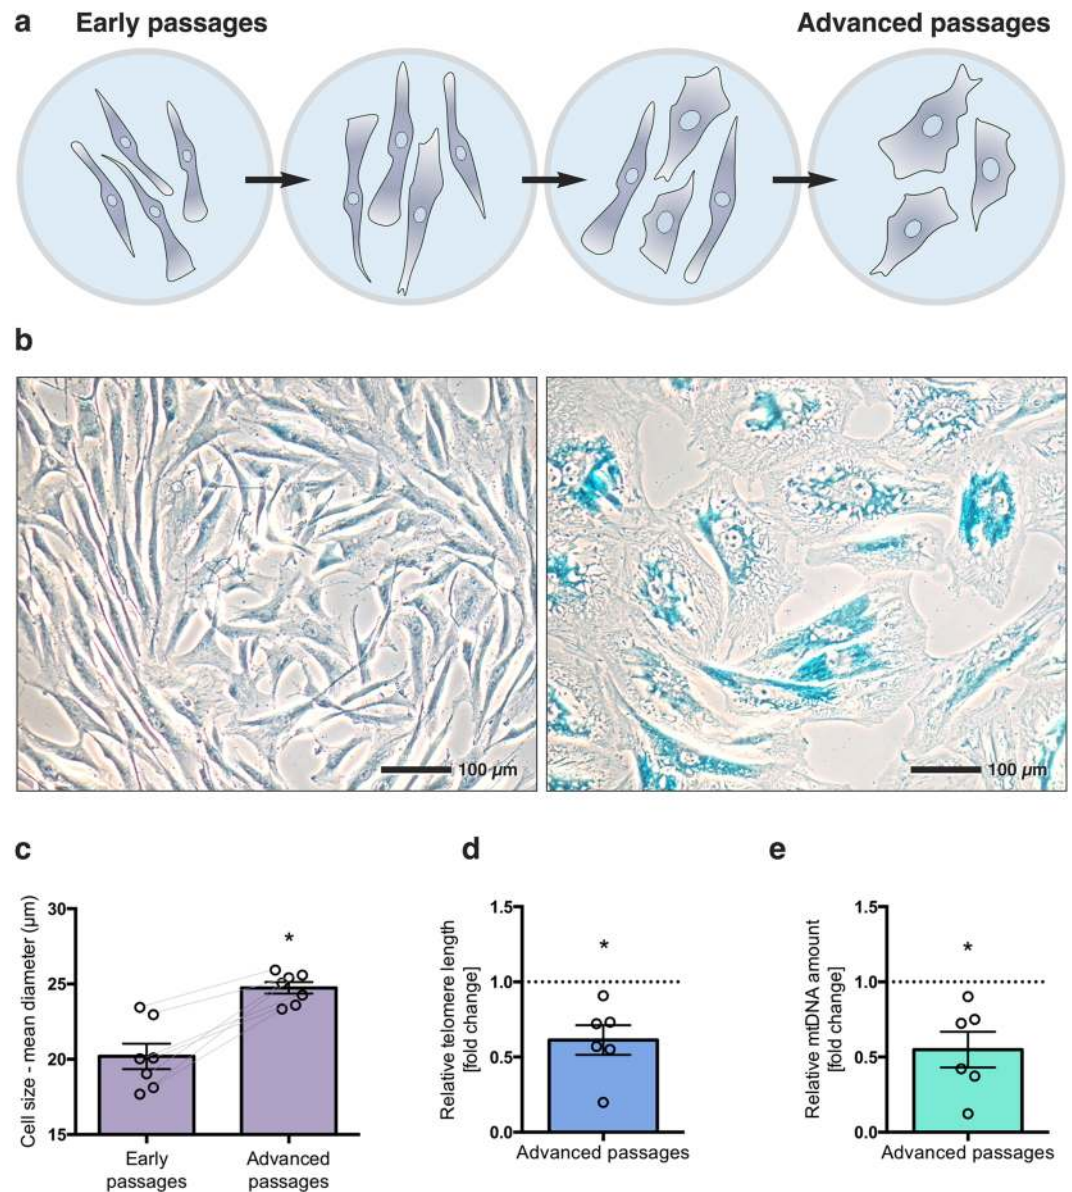 a
Early passages
Advanced passages
b
100 µm
100 µm
c
d
e
Cell size - mean diameter (µm)
30
25
20
15
*
Early
passages
Advanced
passages
Relative telomere length
[fold change]
1.5
1.0
0.5
0.0
*
Advanced passages
Relative mtDNA amount
[fold change]
1.5
1.0
0.5
0.0
*
Advanced passages